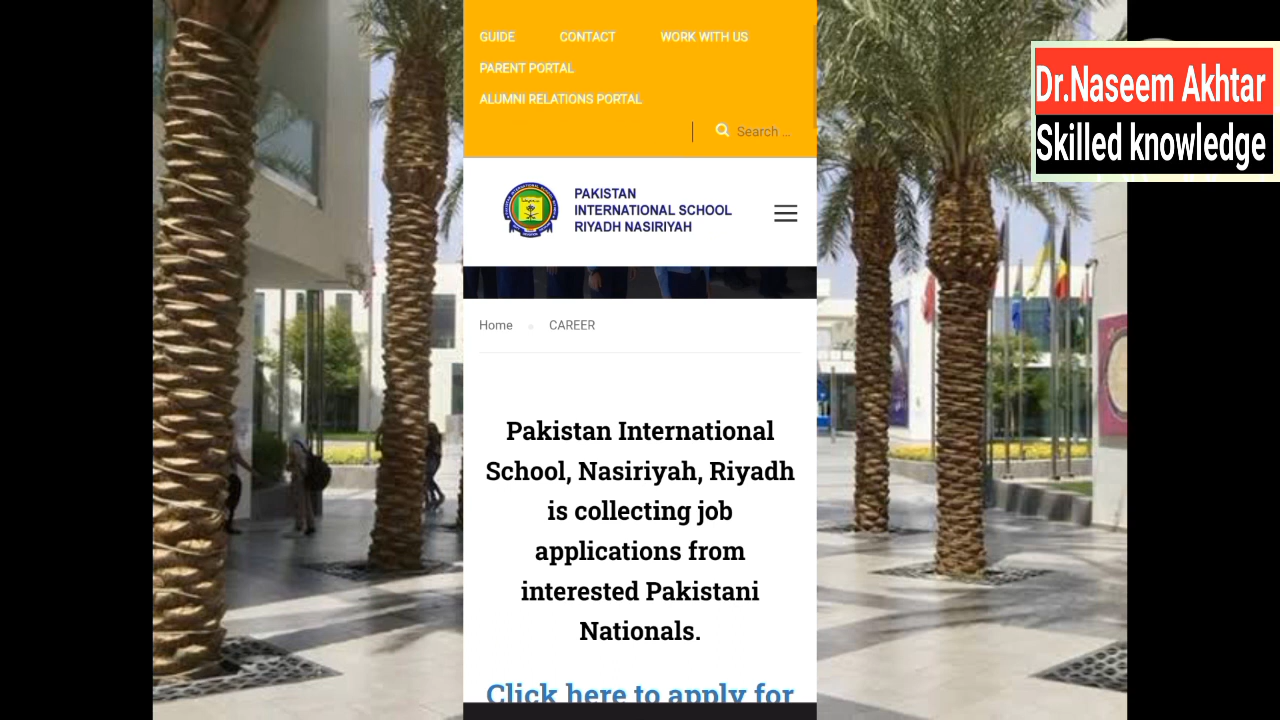 GUIDE CONTACT WORK WITH US
PARENT PORTAL
ALUMNI RELATIONS PORTAL
Search ...
Dr.Naseem Akhtar
Skilled knowledge
PAKISTAN
INTERNATIONAL SCHOOL
RIYADH NASIRIYAH
Home CAREER
Pakistan International
School, Nasiriyah, Riyadh
is collecting job
applications from
interested Pakistani
Nationals.
Click here to apply for